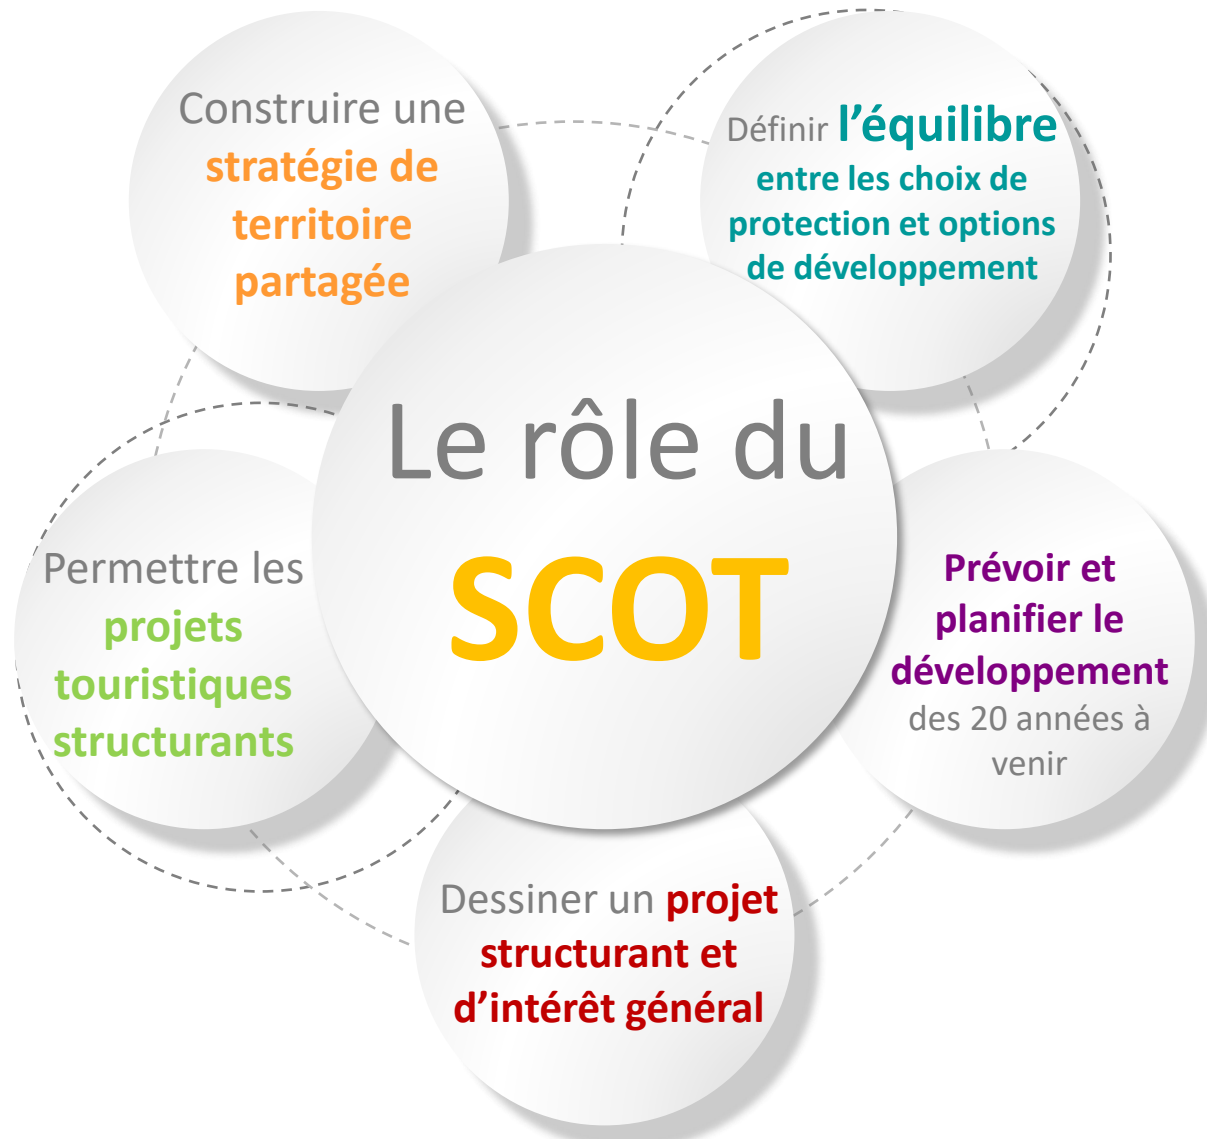 Construire une
stratégie de
territoire
partagée
Définir l’équilibre
entre les choix de
protection et options
de développement
Le rôle du
SCOT
Permettre les
projets
touristiques
structurants
Prévoir et
planifier le
développement
des 20 années à
venir
Dessiner un projet
structurant et
d’intérêt général